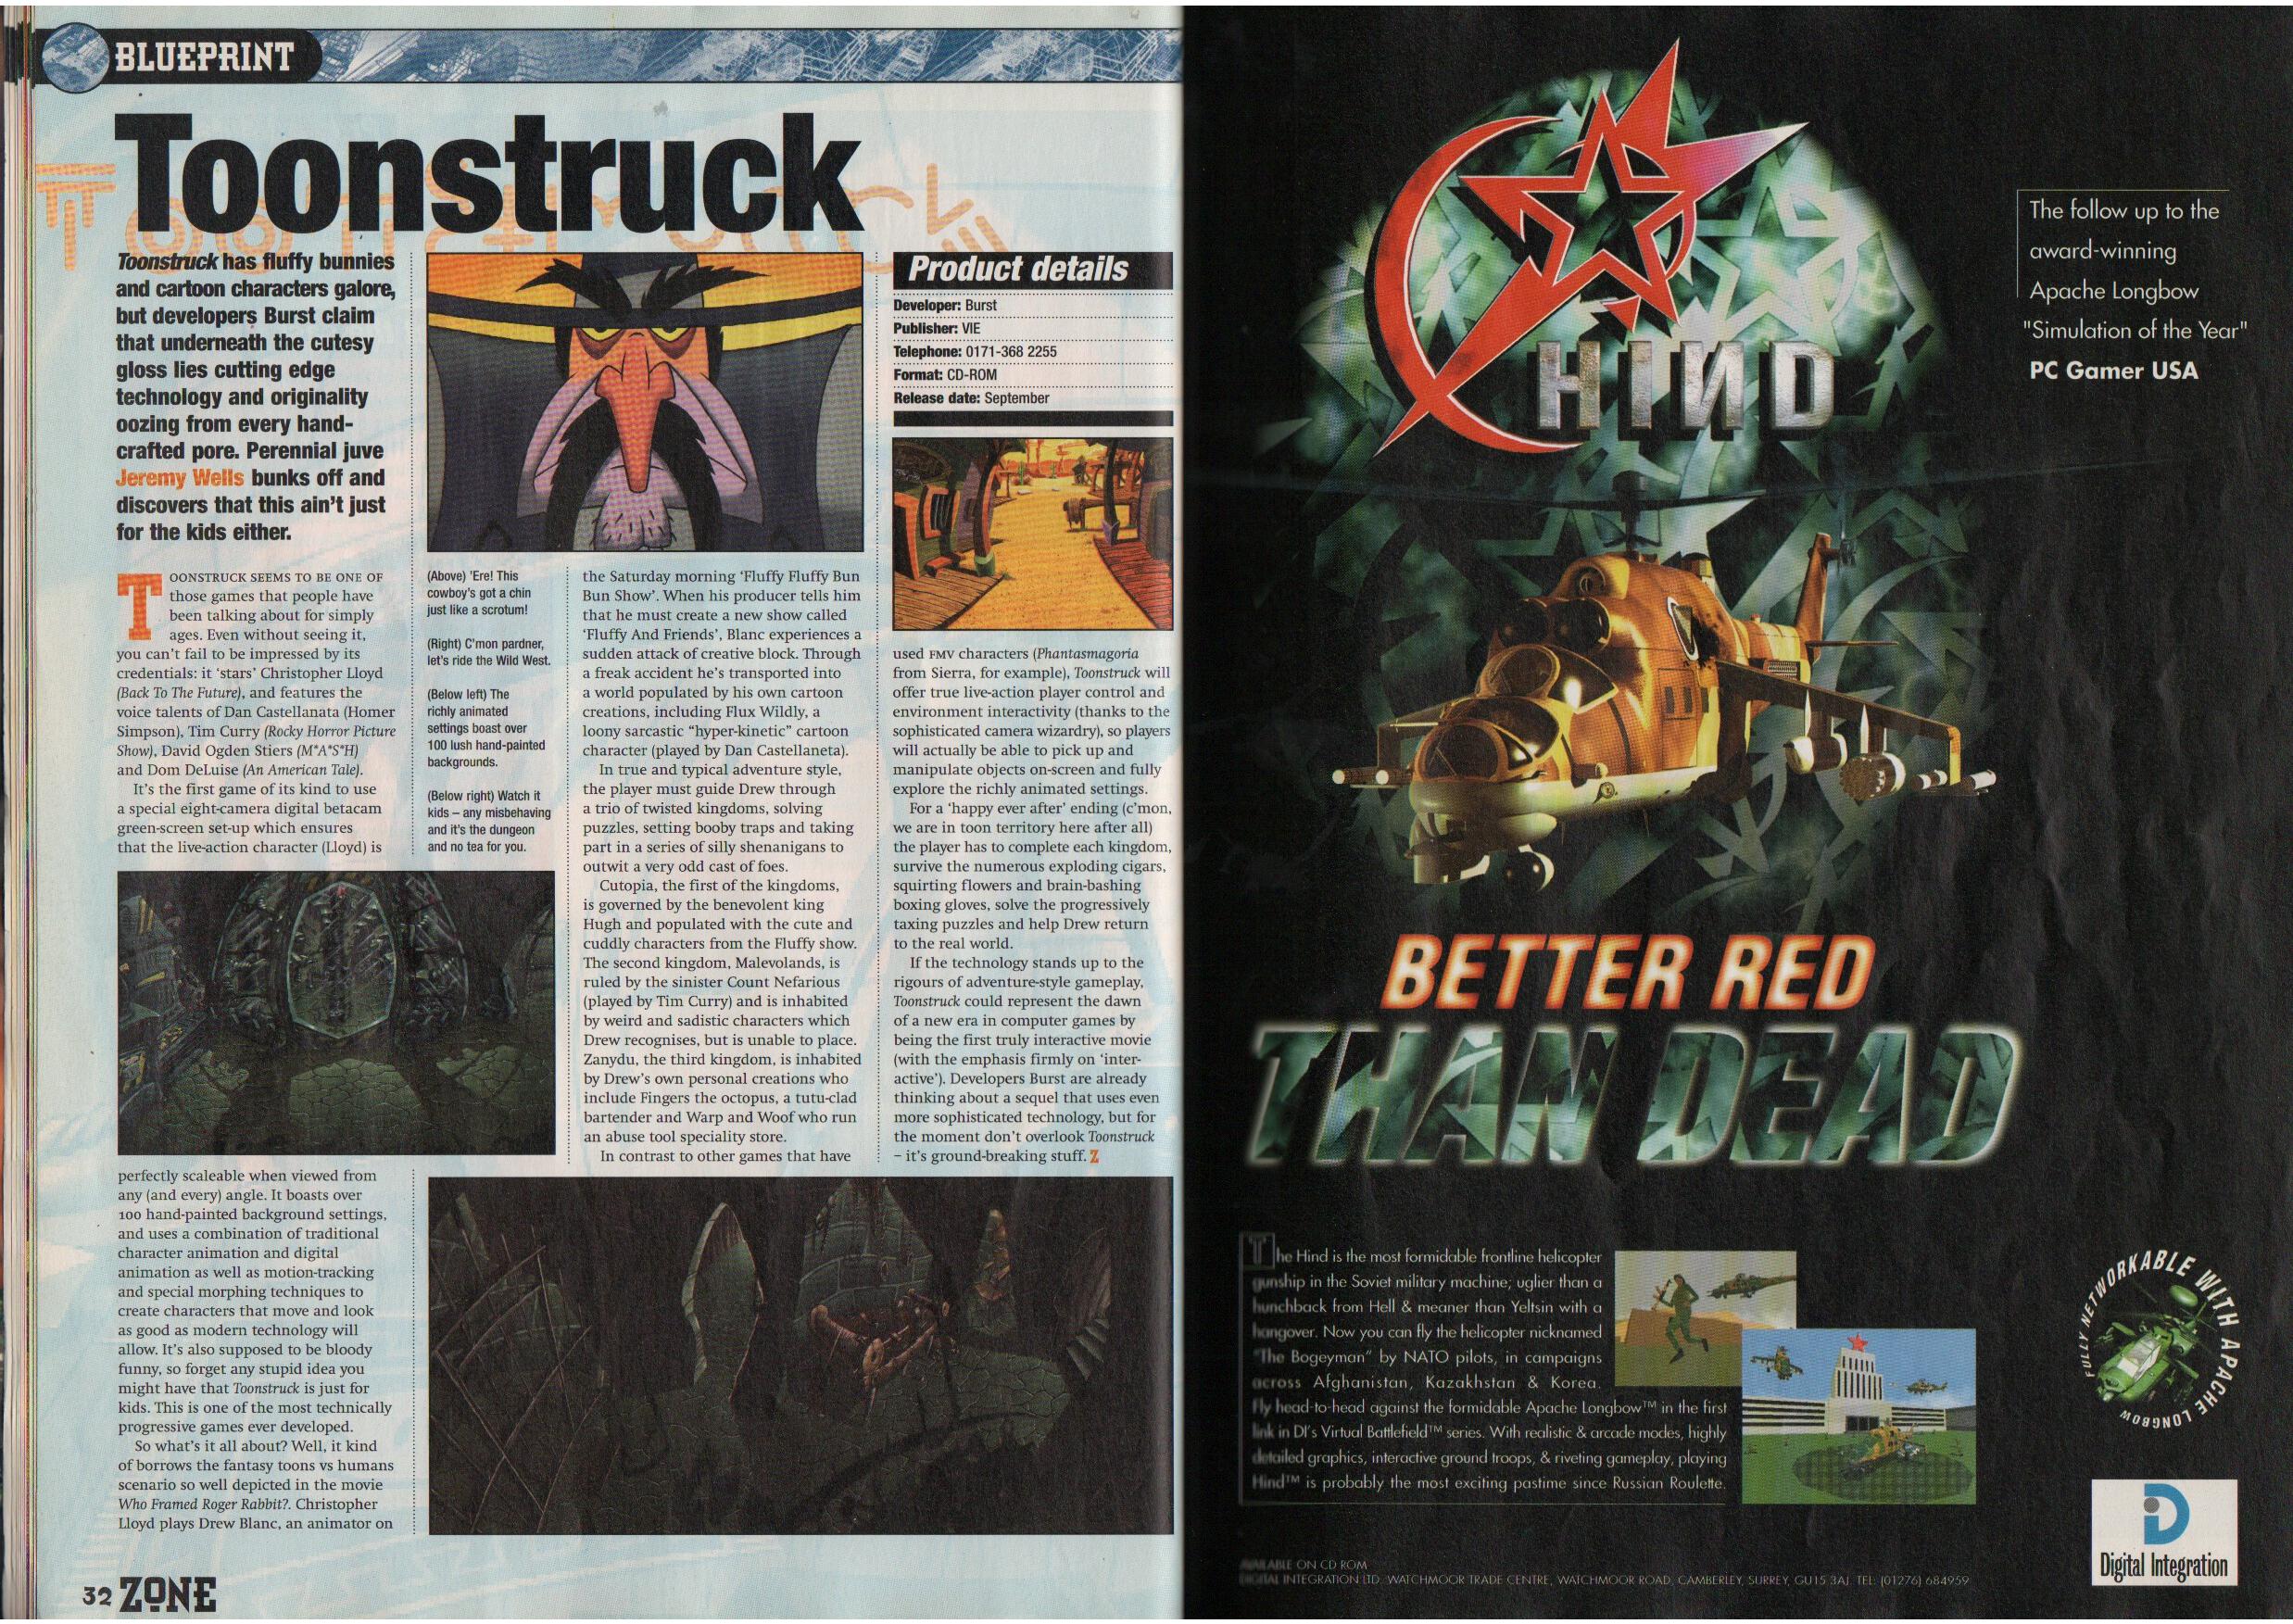 BLUEPRINT
Toonstruck
Toonstruck has fluffy bunnies
and cartoon characters galore,
but developers Burst claim
that underneath the cutesy
gloss lies cutting edge
technology and originality
oozing from every hand-
crafted pore. Perennial juve
Jeremy Wells bunks off and
discovers that this ain't just
for the kids either.
TOONSTRUCK SEEMS TO BE ONE OF
those games that people have
been talking about for simply
ages. Even without seeing it,
you can't fail to be impressed by its
credentials: it 'stars' Christopher Lloyd
(Back To The Future), and features the
voice talents of Dan Castellanata (Homer
Simpson), Tim Curry (Rocky Horror Picture
Show), David Ogden Stiers (M*A*S*H)
and Dom DeLuise (An American Tale).
It's the first game of its kind to use
a special eight-camera digital betacam
green-screen set-up which ensures
that the live-action character (Lloyd) is
perfectly scaleable when viewed from
any (and every) angle. It boasts over
100 hand-painted background settings,
and uses a combination of traditional
character animation and digital
animation as well as motion-tracking
and special morphing techniques to
create characters that move and look
as good as modern technology will
allow. It's also supposed to be bloody
funny, so forget any stupid idea you
might have that Toonstruck is just for
kids. This is one of the most technically
progressive games ever developed.
So what's it all about? Well, it kind
of borrows the fantasy toons vs humans
scenario so well depicted in the movie
Who Framed Roger Rabbit?. Christopher
Lloyd plays Drew Blanc, an animator on
(Above) 'Ere! This
cowboy's got a chin
just like a scrotum!
(Right) C'mon pardner,
let's ride the Wild West.
(Below left) The
richly animated
settings boast over
100 lush hand-painted
backgrounds.
(Below right) Watch it
kids – any misbehaving
and it's the dungeon
and no tea for you.
the Saturday morning 'Fluffy Fluffy Bun
Bun Show'. When his producer tells him
that he must create a new show called
'Fluffy And Friends', Blanc experiences a
sudden attack of creative block. Through
a freak accident he's transported into
a world populated by his own cartoon
creations, including Flux Wildly, a
loony sarcastic "hyper-kinetic" cartoon
character (played by Dan Castellaneta).
In true and typical adventure style,
the player must guide Drew through
a trio of twisted kingdoms, solving
puzzles, setting booby traps and taking
part in a series of silly shenanigans to
outwit a very odd cast of foes.
Cutopia, the first of the kingdoms,
is governed by the benevolent king
Hugh and populated with the cute and
cuddly characters from the Fluffy show.
The second kingdom, Malevolands, is
ruled by the sinister Count Nefarious
(played by Tim Curry) and is inhabited
by weird and sadistic characters which
Drew recognises, but is unable to place.
Zanydu, the third kingdom, is inhabited
by Drew's own personal creations who
include Fingers the octopus, a tutu-clad
bartender and Warp and Woof who run
an abuse tool speciality store.
In contrast to other games that have
Product details
Developer: Burst
Publisher: VIE
Telephone: 0171-368 2255
Format: CD-ROM
Release date: September
used FMV characters (Phantasmagoria
from Sierra, for example), Toonstruck will
offer true live-action player control and
environment interactivity (thanks to the
sophisticated camera wizardry), so players
will actually be able to pick up and
manipulate objects on-screen and fully
explore the richly animated settings.
For a 'happy ever after' ending (c'mon,
we are in toon territory here after all)
the player has to complete each kingdom,
survive the numerous exploding cigars,
squirting flowers and brain-bashing
boxing gloves, solve the progressively
taxing puzzles and help Drew return
to the real world.
If the technology stands up to the
rigours of adventure-style gameplay,
Toonstruck could represent the dawn
of a new era in computer games by
being the first truly interactive movie
(with the emphasis firmly on 'inter-
active'). Developers Burst are already
thinking about a sequel that uses even
more sophisticated technology, but for
the moment don't overlook Toonstruck
– it's ground-breaking stuff. Z
32 ZONE
HIИD
The follow up to the
award-winning
Apache Longbow
"Simulation of the Year"
PC Gamer USA
BETTER RED
THAN DEAD
The Hind is the most formidable frontline helicopter
gunship in the Soviet military machine; uglier than a
hunchback from Hell & meaner than Yeltsin with a
hangover. Now you can fly the helicopter nicknamed
"The Bogeyman" by NATO pilots, in campaigns
across Afghanistan, Kazakhstan & Korea.
Fly head-to-head against the formidable Apache Longbow™ in the first
link in DI's Virtual Battlefield™ series. With realistic & arcade modes, highly
detailed graphics, interactive ground troops, & riveting gameplay, playing
Hind™ is probably the most exciting pastime since Russian Roulette.
FULLY NETWORKABLE WITH APACHE LONGBOW
Digital Integration
AVAILABLE ON CD ROM
DIGITAL INTEGRATION LTD. WATCHMOOR TRADE CENTRE, WATCHMOOR ROAD, CAMBERLEY, SURREY, GU15 3AJ. TEL: (01276) 684959